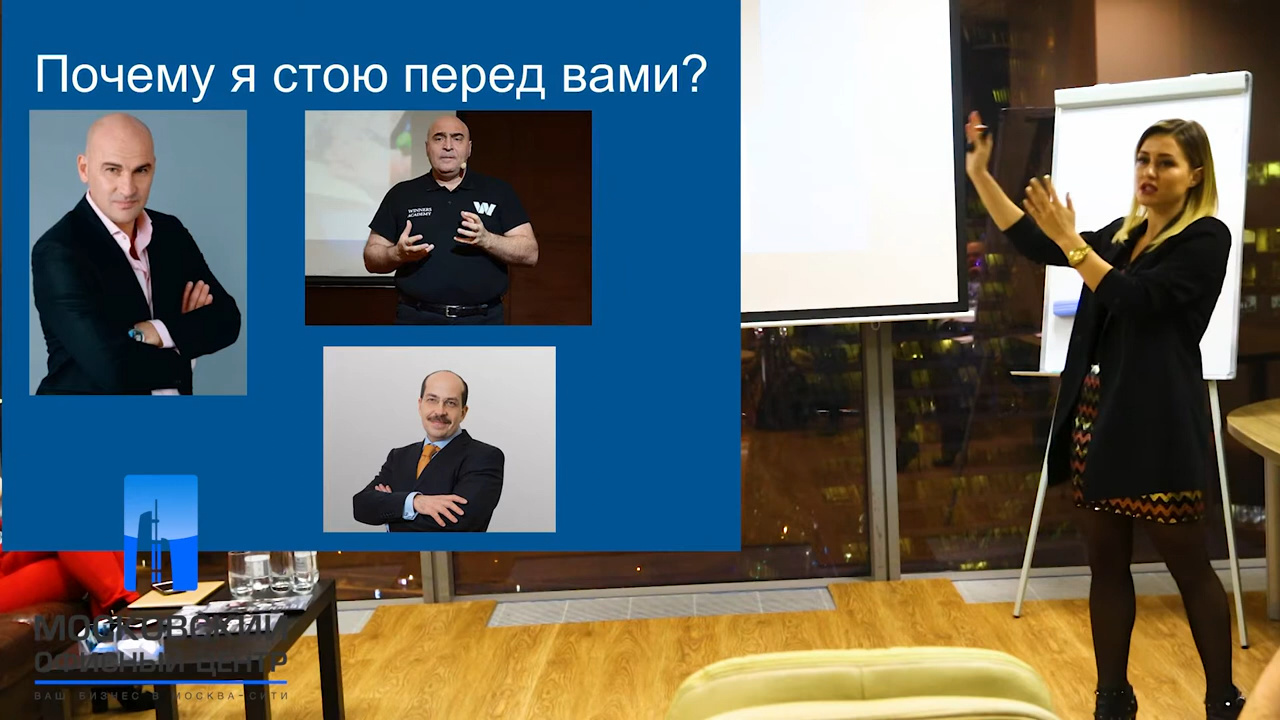 Почему я стою перед вами?
WINNERS
ACADEMY
W
МОСКОВСКИЙ
ОФИСНЫЙ ЦЕНТР
ВАШ БИЗНЕС В МОСКВА-СИТИ